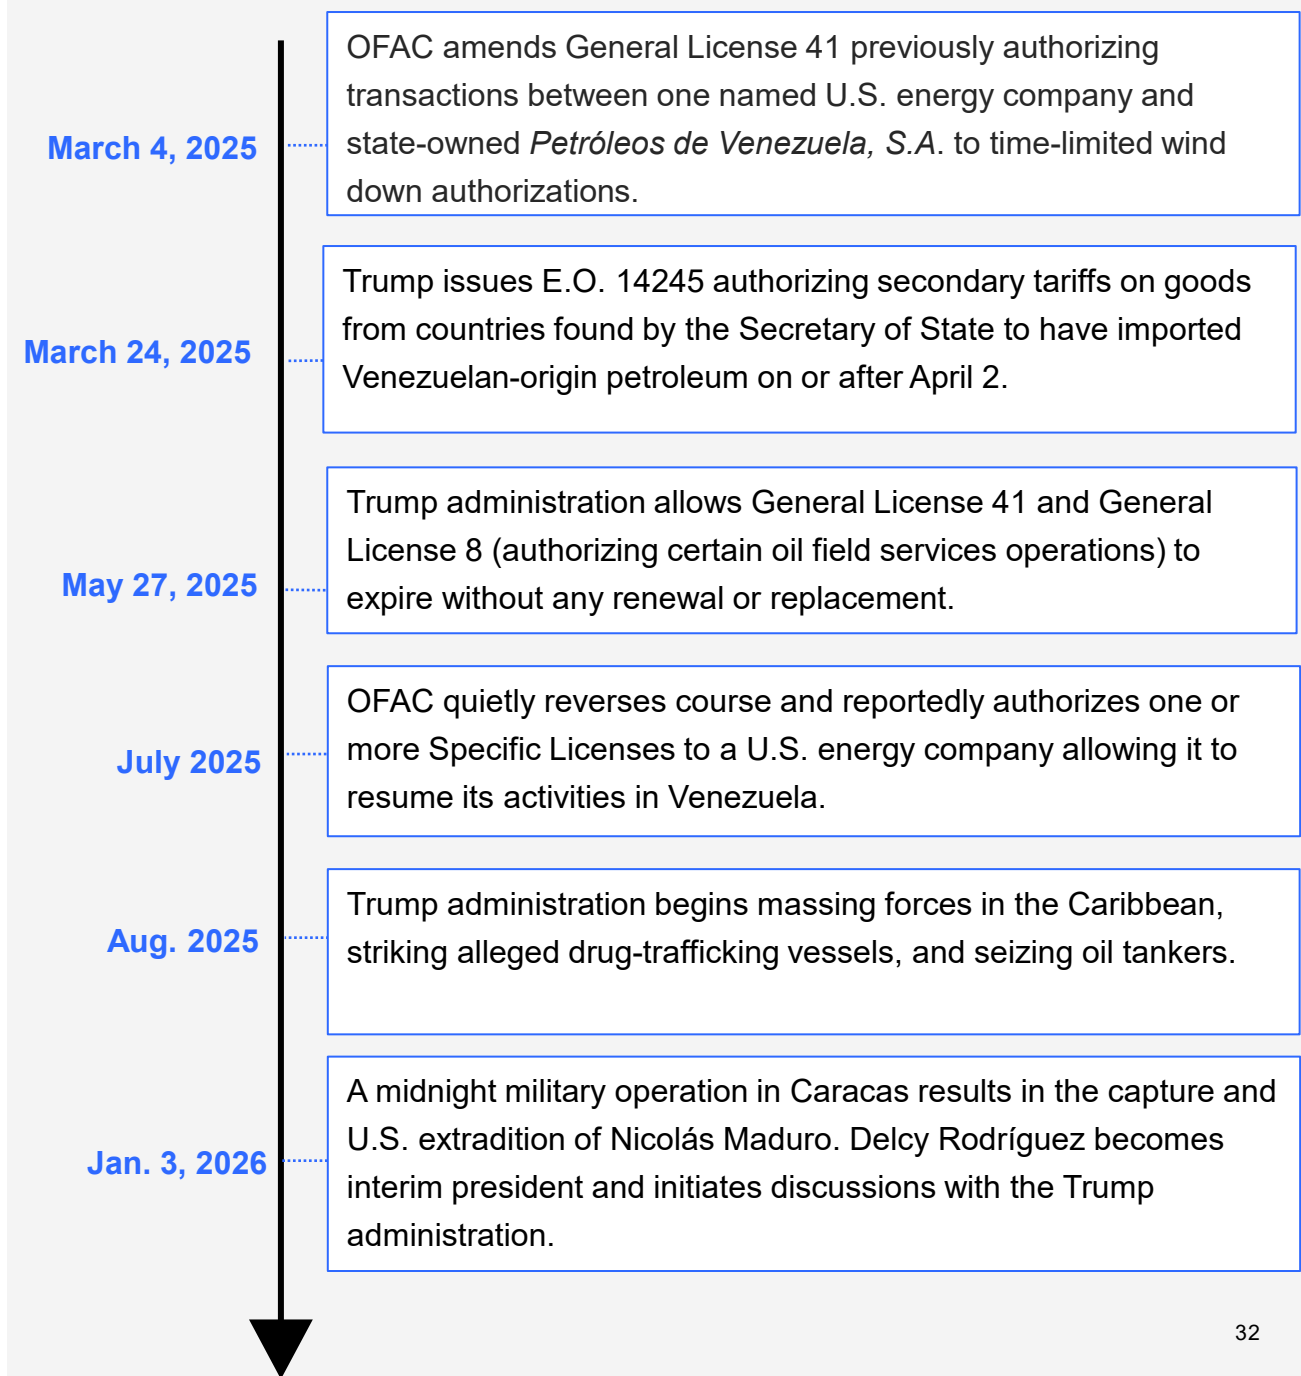 OFAC amends General License 41 previously authorizing
transactions between one named U.S. energy company and
state-owned Petróleos de Venezuela, S.A. to time-limited wind
down authorizations.
March 4, 2025
Trump issues E.O. 14245 authorizing secondary tariffs on goods
from countries found by the Secretary of State to have imported
Venezuelan-origin petroleum on or after April 2.
March 24, 2025
Trump administration allows General License 41 and General
License 8 (authorizing certain oil field services operations) to
expire without any renewal or replacement.
May 27, 2025
OFAC quietly reverses course and reportedly authorizes one or
more Specific Licenses to a U.S. energy company allowing it to
resume its activities in Venezuela.
July 2025
Trump administration begins massing forces in the Caribbean,
striking alleged drug-trafficking vessels, and seizing oil tankers.
Aug. 2025
A midnight military operation in Caracas results in the capture and
U.S. extradition of Nicolás Maduro. Delcy Rodríguez becomes
interim president and initiates discussions with the Trump
administration.
Jan. 3, 2026
32